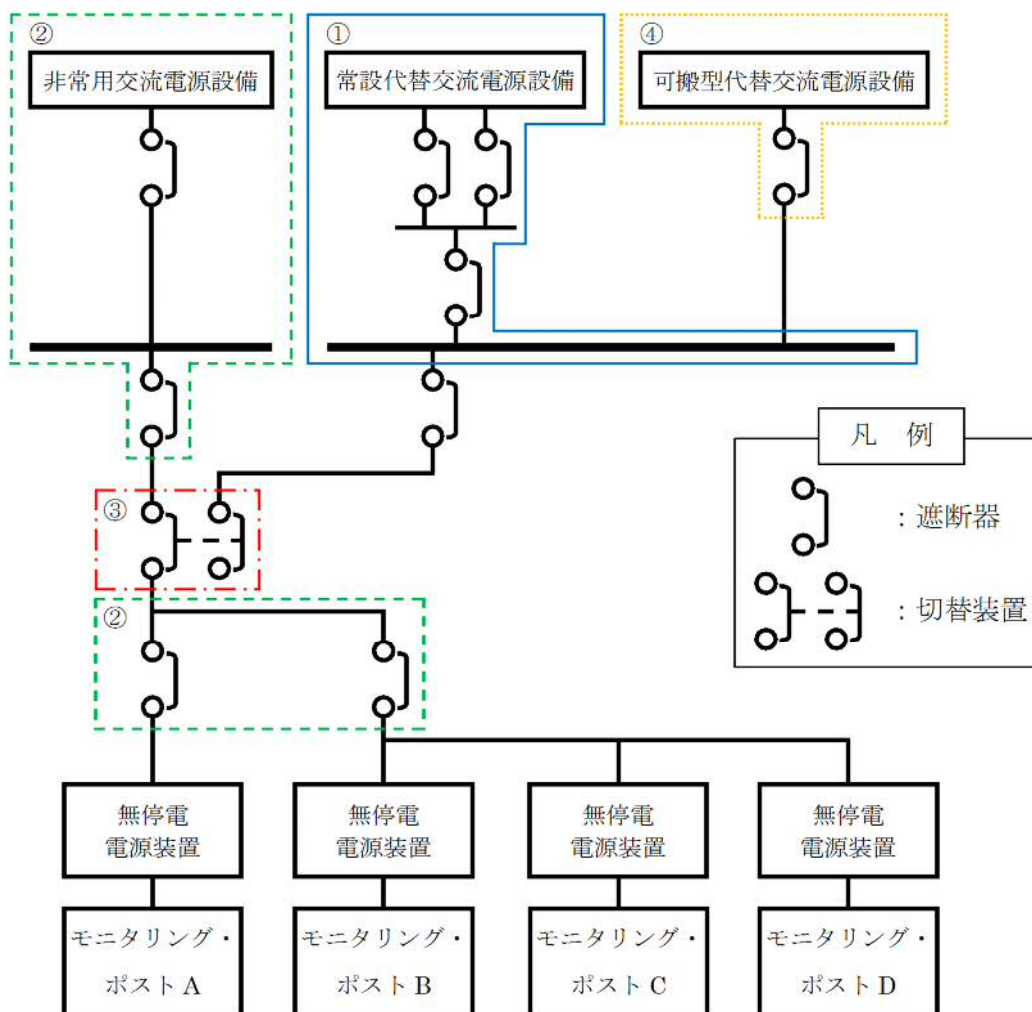 ②
非常用交流電源設備
①
常設代替交流電源設備
④
可搬型代替交流電源設備
凡 例
：遮断器
：切替装置
③
②
無停電
電源装置
無停電
電源装置
無停電
電源装置
無停電
電源装置
モニタリング・
ポスト A
モニタリング・
ポスト B
モニタリング・
ポスト C
モニタリング・
ポスト D